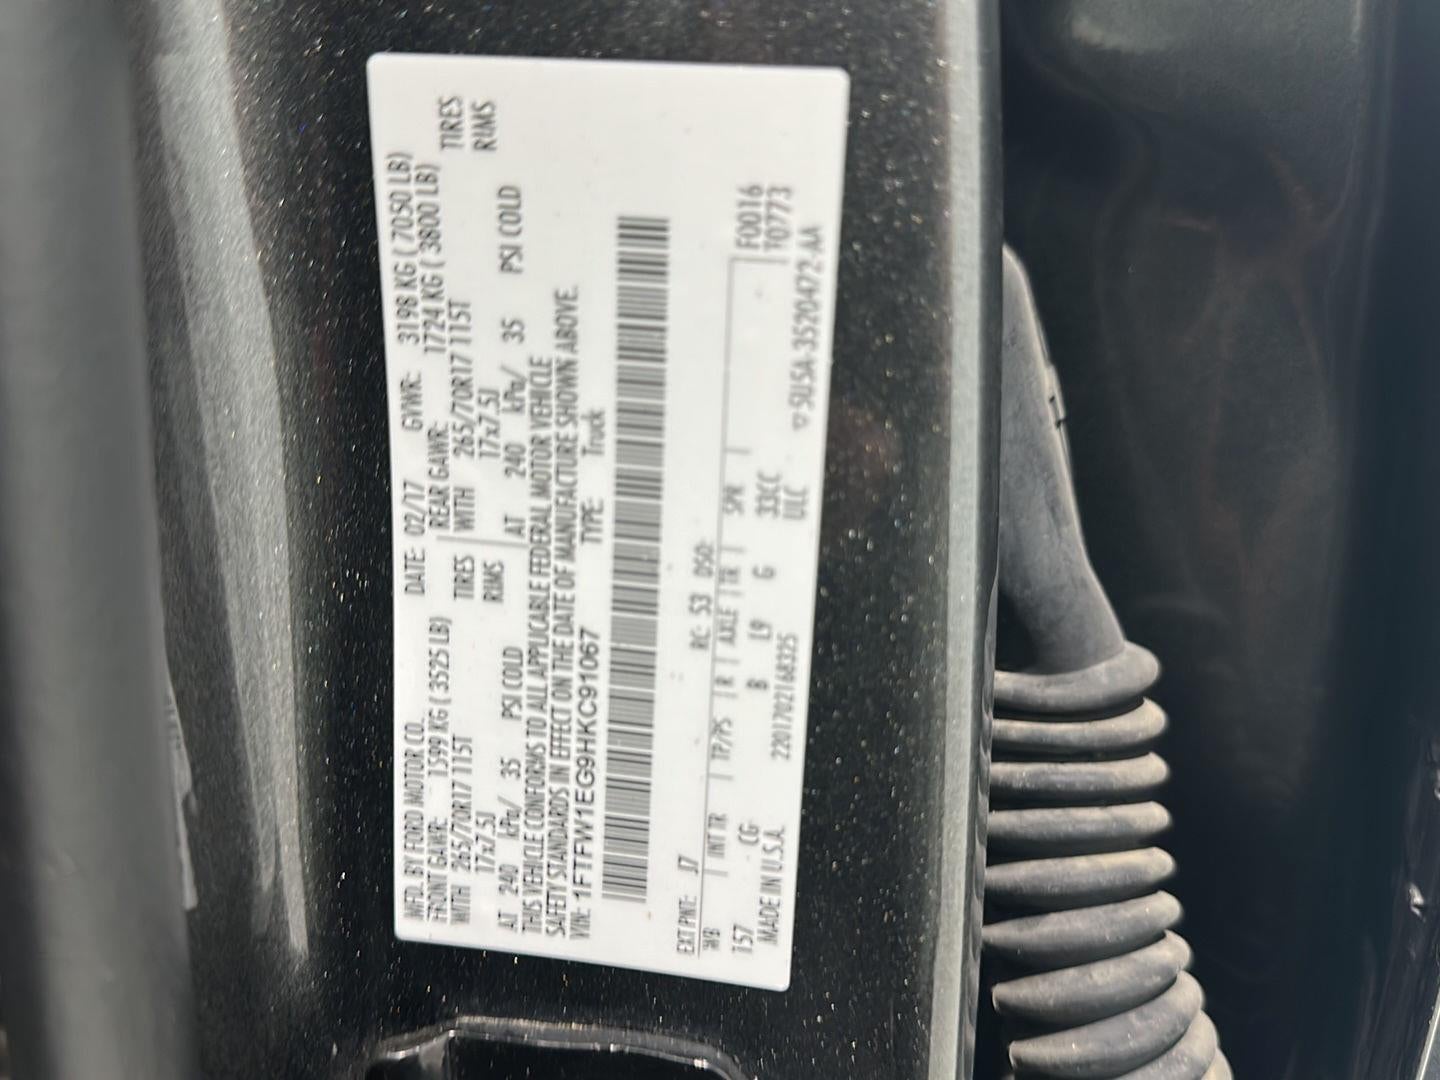 MFD. BY FORD MOTOR CO. DATE: 02/17 GVWR: 3198 KG ( 7050 LB)
FRONT GAWR: 1599 KG ( 3525 LB) REAR GAWR: 1724 KG ( 3800 LB)
WITH 265/70R17 115T TIRES WITH 265/70R17 115T TIRES
17x7.5J RIMS 17x7.5J RIMS
AT 240 kPa/ 35 PSI COLD AT 240 kPa/ 35 PSI COLD
THIS VEHICLE CONFORMS TO ALL APPLICABLE FEDERAL MOTOR VEHICLE
SAFETY STANDARDS IN EFFECT ON THE DATE OF MANUFACTURE SHOWN ABOVE.
VIN: 1FTFW1EG9HKC91067 TYPE: Truck
EXT PNT: J7 RC: 53 DSO:
WB INT TR TP/PS R AXLE TR SPR F0016
157 CG B L9 G 33CC T0773
MADE IN U.S.A. 2201702168325 ULC
▽ 5U5A-3520472-AA